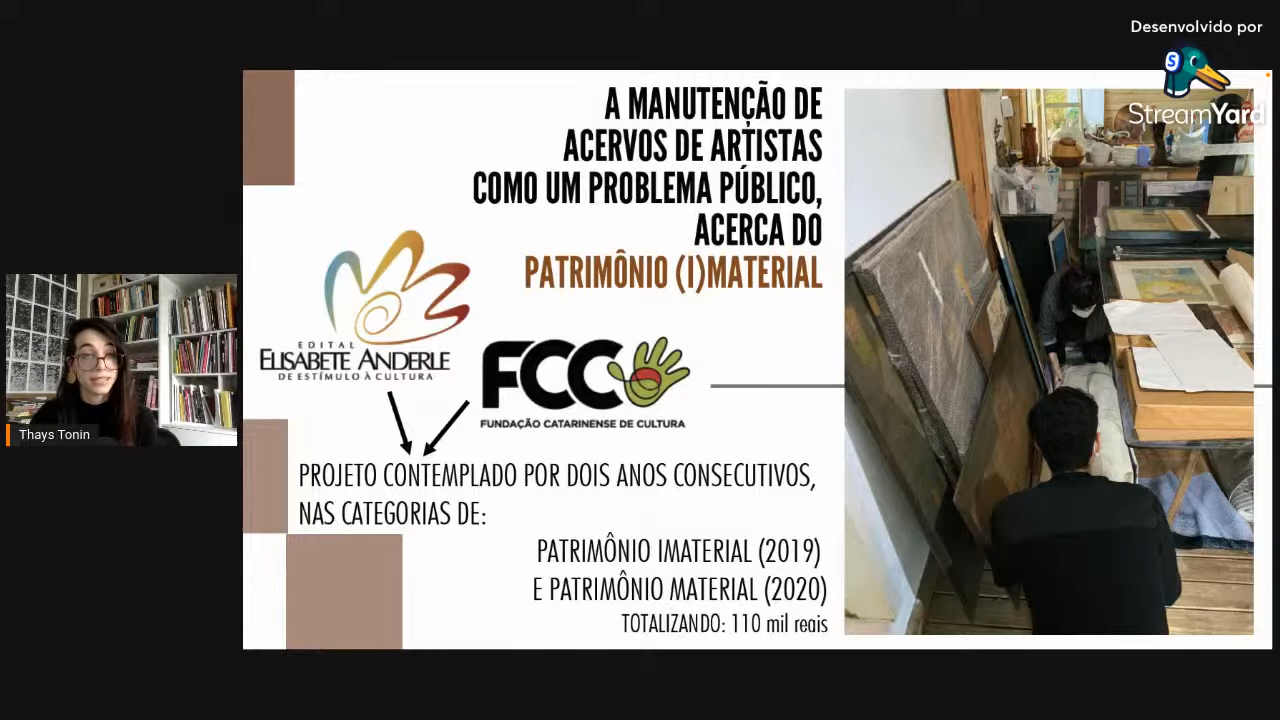 Desenvolvido por
S
StreamYard
A MANUTENÇÃO DE
ACERVOS DE ARTISTAS
COMO UM PROBLEMA PÚBLICO,
ACERCA DO
PATRIMÔNIO (I)MATERIAL
EDITAL
ELISABETE ANDERLE
DE ESTÍMULO À CULTURA
FCC
FUNDAÇÃO CATARINENSE DE CULTURA
Thays Tonin
PROJETO CONTEMPLADO POR DOIS ANOS CONSECUTIVOS,
NAS CATEGORIAS DE:
PATRIMÔNIO IMATERIAL (2019)
E PATRIMÔNIO MATERIAL (2020)
TOTALIZANDO: 110 mil reais